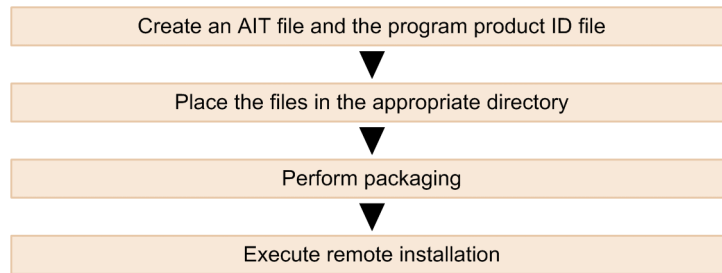 Create an AIT file and the program product ID file
Place the files in the appropriate directory
Perform packaging
Execute remote installation